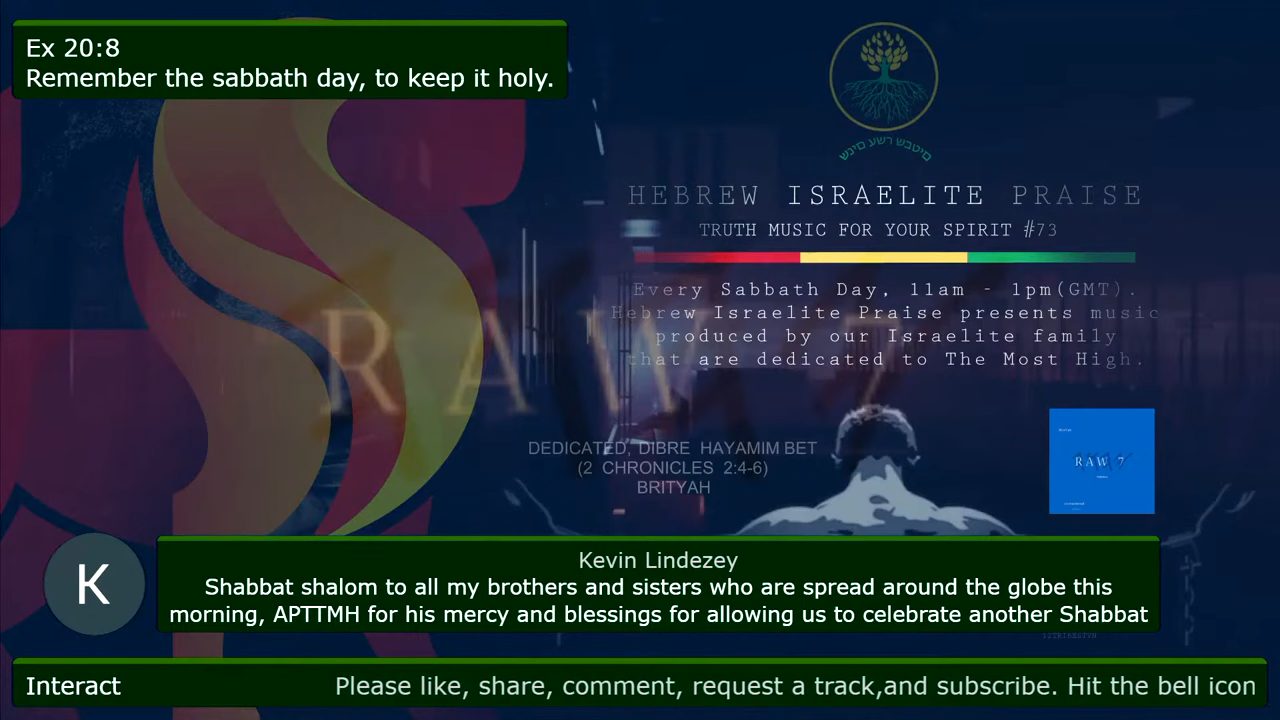 Ex 20:8
Remember the sabbath day, to keep it holy.
שנים עשר שבטים
HEBREW ISRAELITE PRAISE
TRUTH MUSIC FOR YOUR SPIRIT #73
Every Sabbath Day, 11am - 1pm(GMT).
Hebrew Israelite Praise presents music
produced by our Israelite family
that are dedicated to The Most High.
RAW 7
DEDICATED, DIBRE HAYAMIM BET
(2 CHRONICLES 2:4-6)
BRITYAH
RAW 7
K
Kevin Lindezey
Shabbat shalom to all my brothers and sisters who are spread around the globe this
morning, APTTMH for his mercy and blessings for allowing us to celebrate another Shabbat
12TRIBESTVN
Interact
Please like, share, comment, request a track,and subscribe. Hit the bell icon